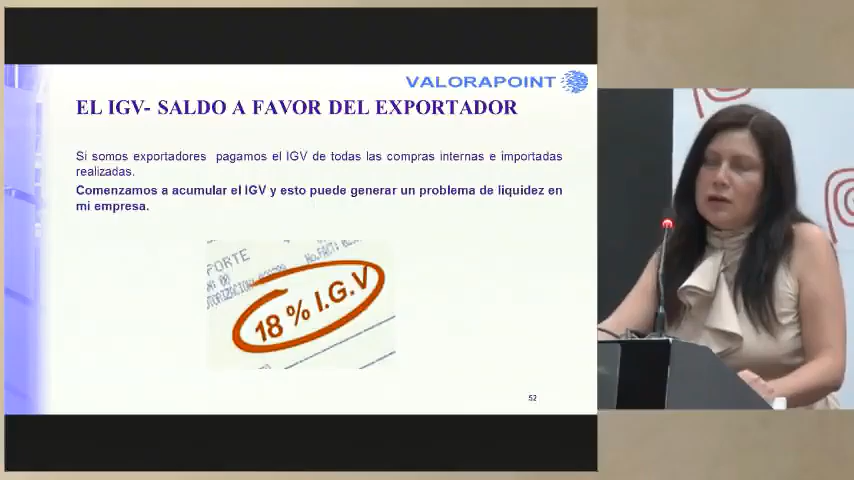 VALORAPOINT
EL IGV- SALDO A FAVOR DEL EXPORTADOR
Si somos exportadores pagamos el IGV de todas las compras internas e importadas
realizadas.
Comenzamos a acumular el IGV y esto puede generar un problema de liquidez en
mi empresa.
PORTE
18 % I.G.V
52